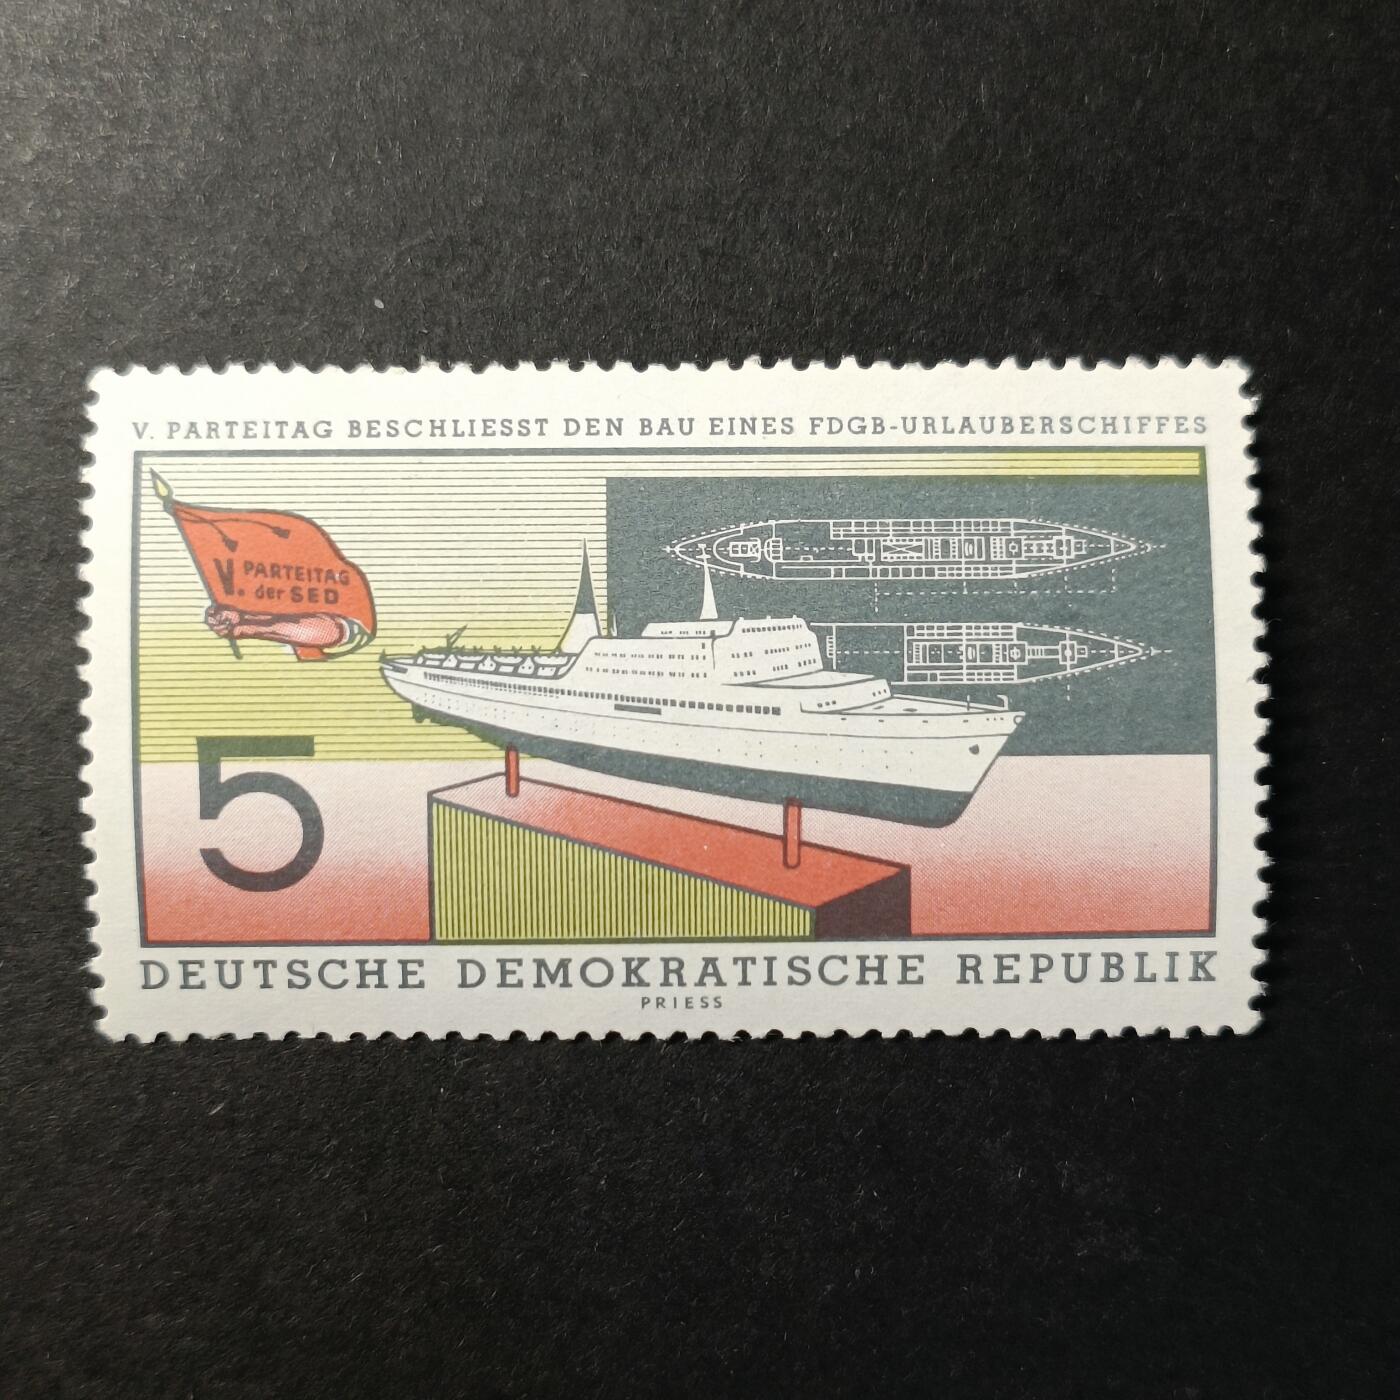 V. PARTEITAG BESCHLIESST DEN BAU EINES FDGB-URLAUBERSCHIFFES
V. PARTEITAG
der SED
5
DEUTSCHE DEMOKRATISCHE REPUBLIK
PRIESS